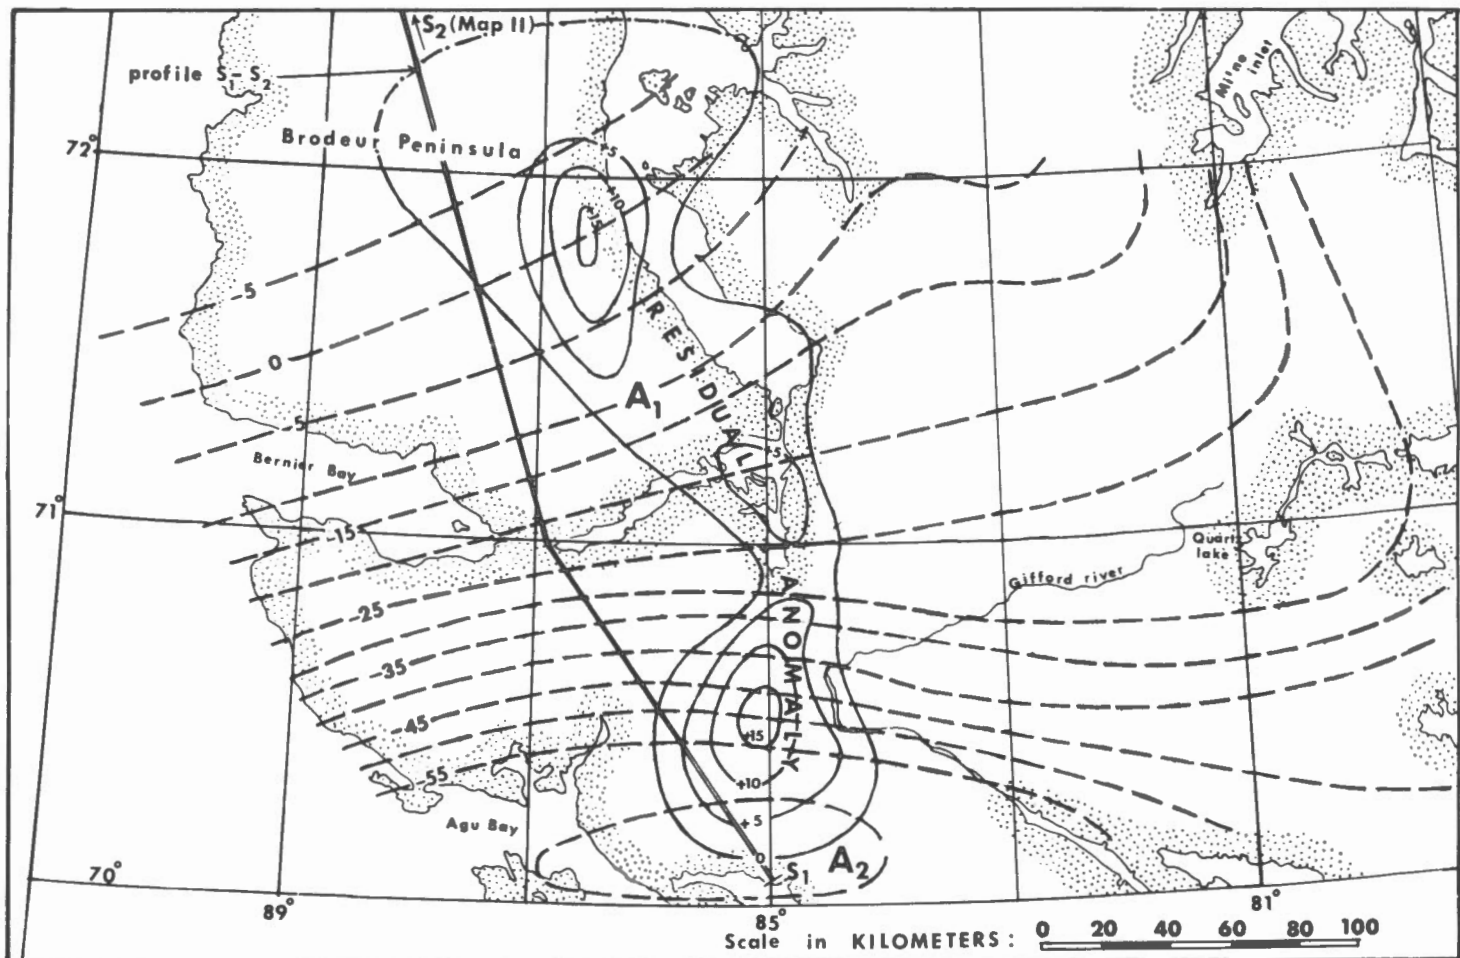 S2 (Map II)
profile S1-S2
Milne inlet
72°
Brodeur Peninsula
+5
+10
+15
-5
0
-5
RESIDUAL ANOMALY
A1
Bernier Bay
+5
71°
-15
Quartz lake
Gifford river
-25
-35
-45
+15
-55
+10
+5
Agu Bay
0
A2
S1
70°
89°
85°
81°
Scale in KILOMETERS: 0 20 40 60 80 100